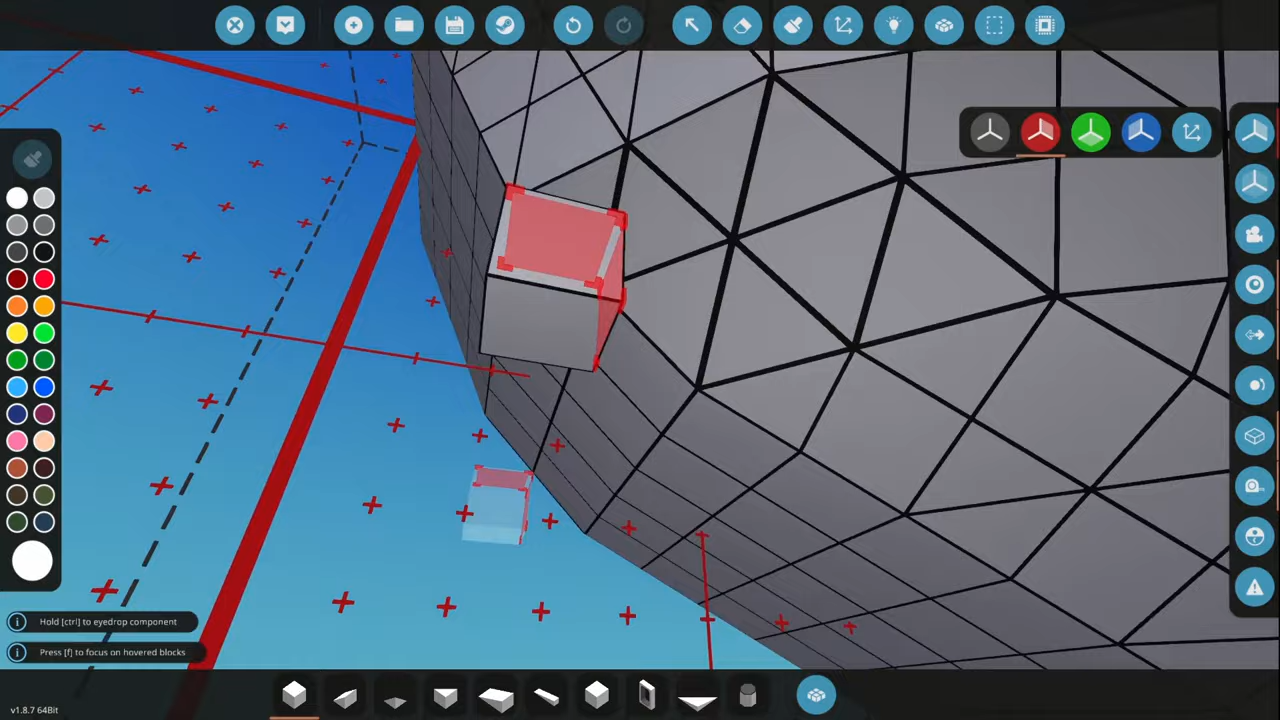 Hold [ctrl] to eyedrop component
Press [f] to focus on hovered blocks
v1.8.7 64Bit